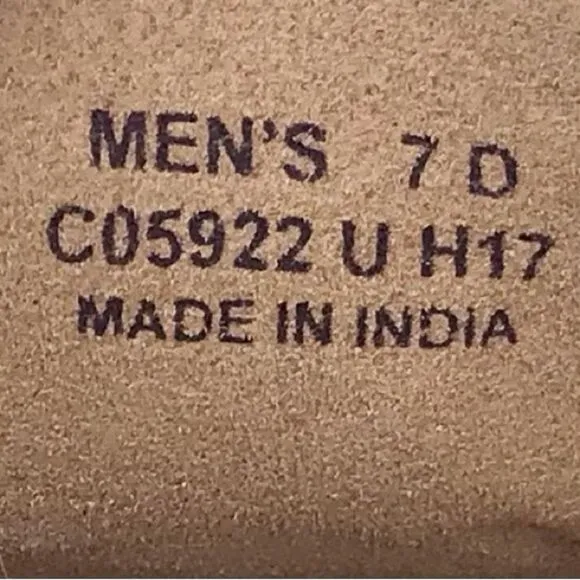 MEN'S 7 D
C05922 U H17
MADE IN INDIA